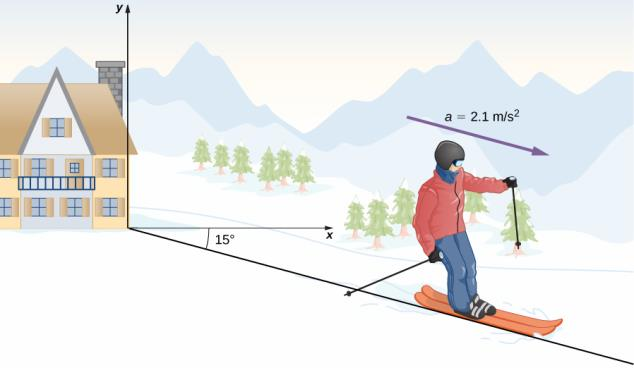 y
a = 2.1 m/s²
x
15°